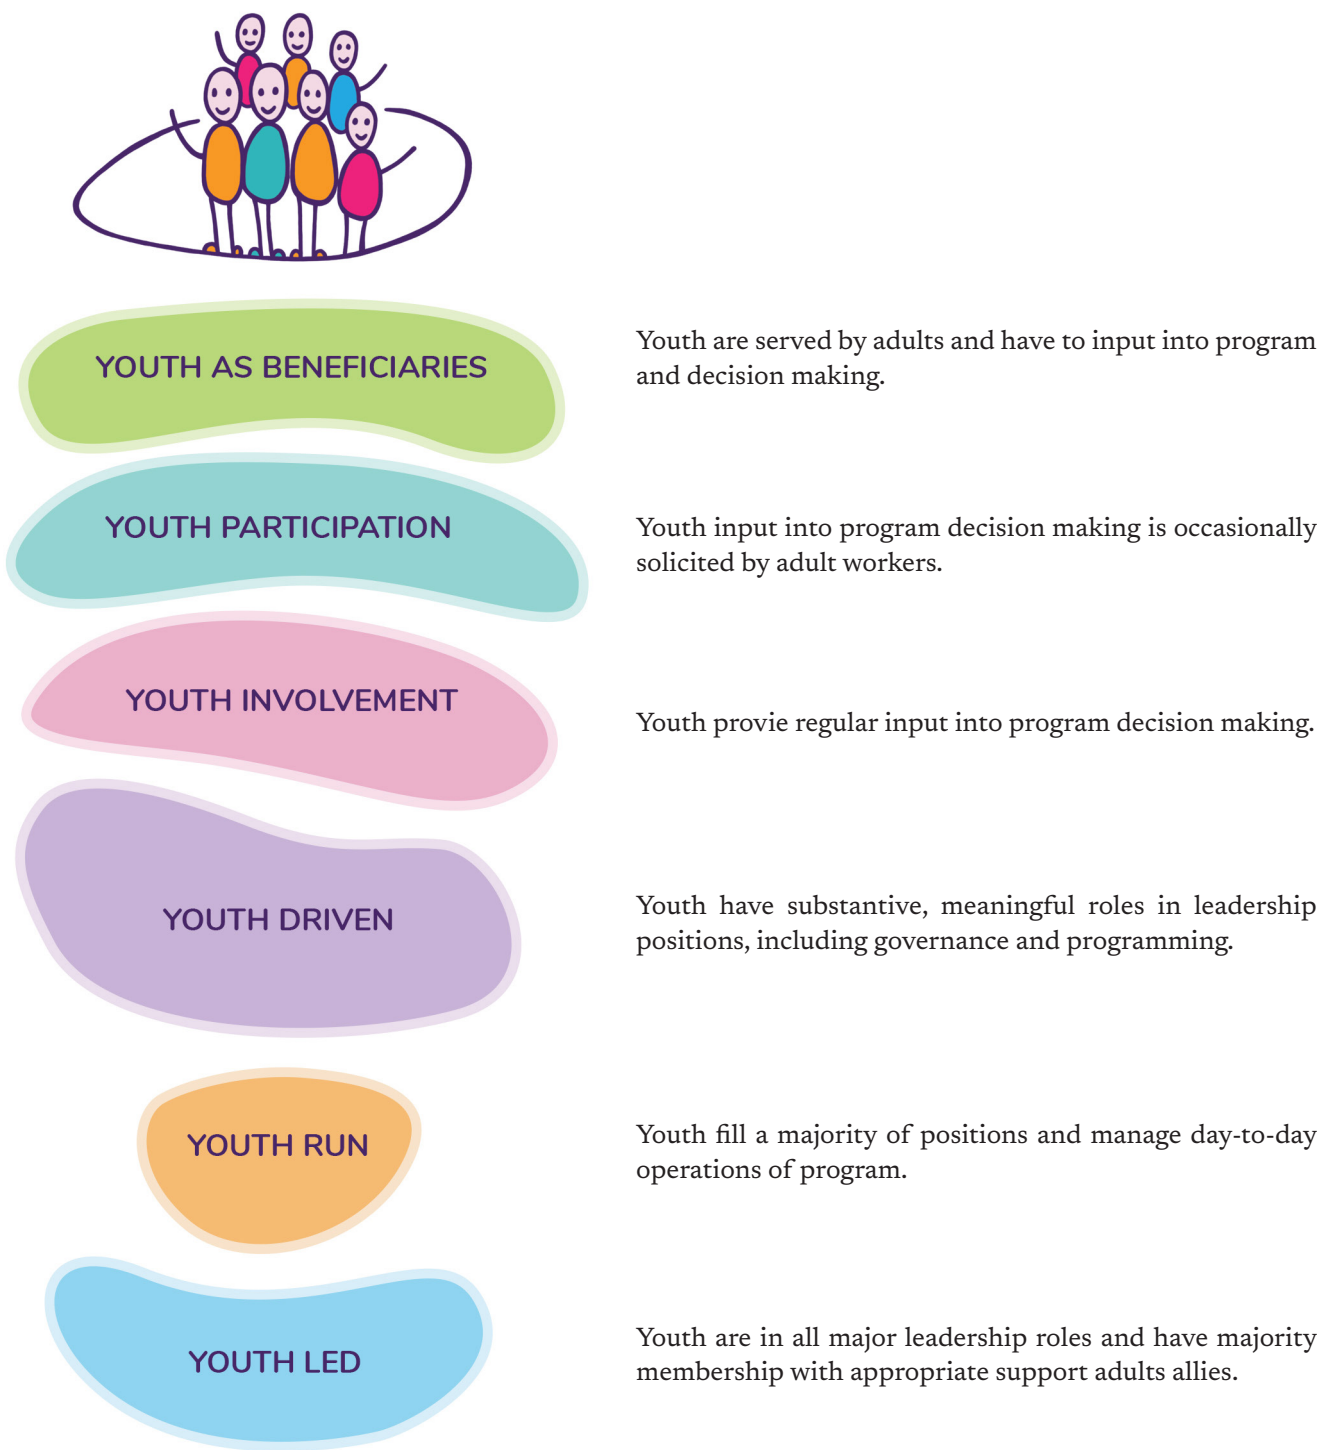 YOUTH AS BENEFICIARIES
Youth are served by adults and have to input into program
and decision making.
YOUTH PARTICIPATION
Youth input into program decision making is occasionally
solicited by adult workers.
YOUTH INVOLVEMENT
Youth provie regular input into program decision making.
YOUTH DRIVEN
Youth have substantive, meaningful roles in leadership
positions, including governance and programming.
YOUTH RUN
Youth fill a majority of positions and manage day-to-day
operations of program.
YOUTH LED
Youth are in all major leadership roles and have majority
membership with appropriate support adults allies.